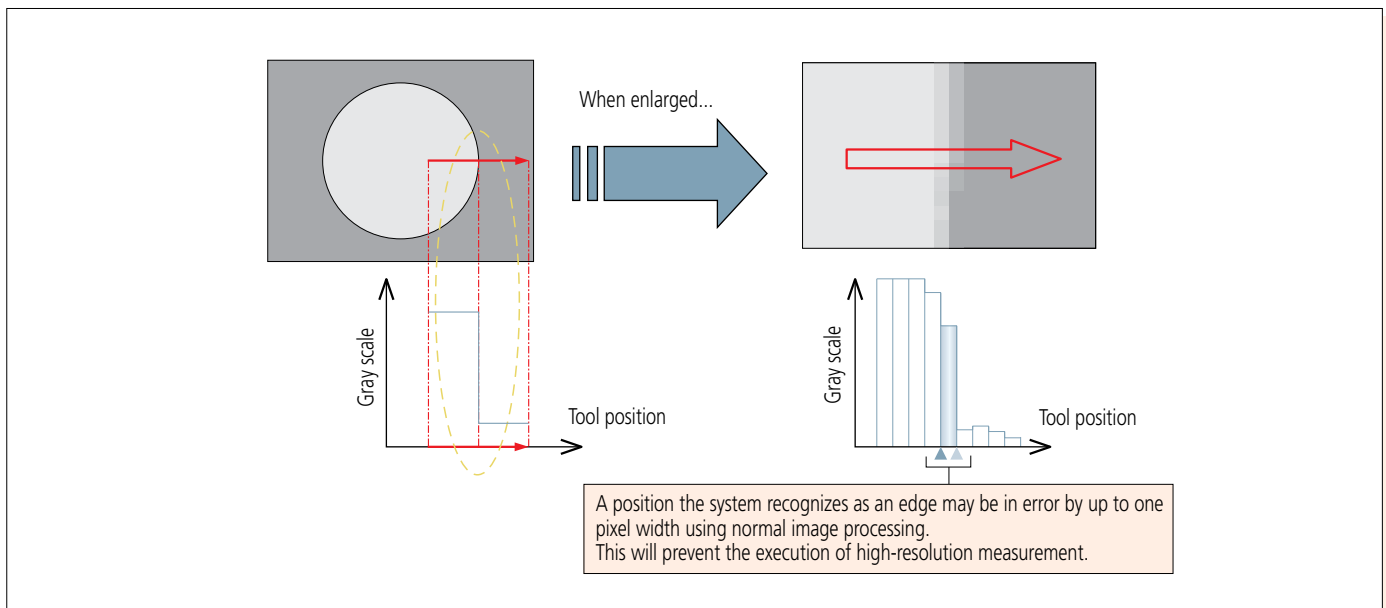 When enlarged...
Gray scale
Tool position
Gray scale
Tool position
A position the system recognizes as an edge may be in error by up to one
pixel width using normal image processing.
This will prevent the execution of high-resolution measurement.